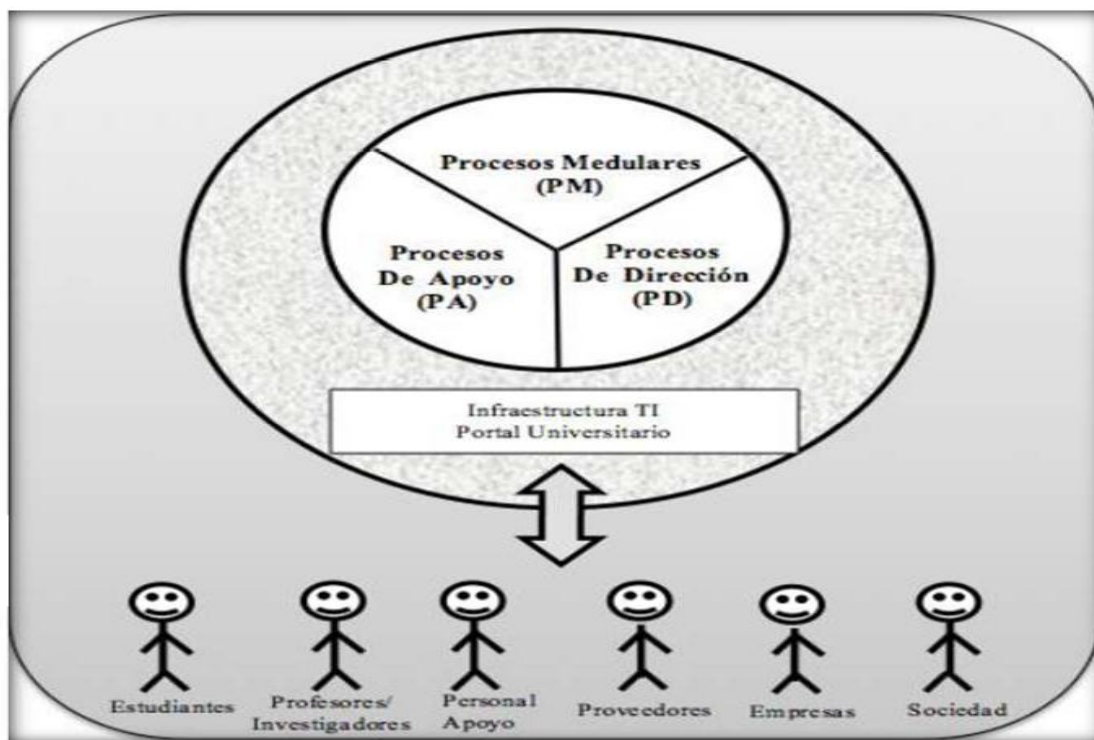 Procesos Medulares
(PM)
Procesos
De Apoyo
(PA)
Procesos
De Dirección
(PD)
Infraestructura TI
Portal Universitario
Estudiantes
Profesores/
Investigadores
Personal
Apoyo
Proveedores
Empresas
Sociedad